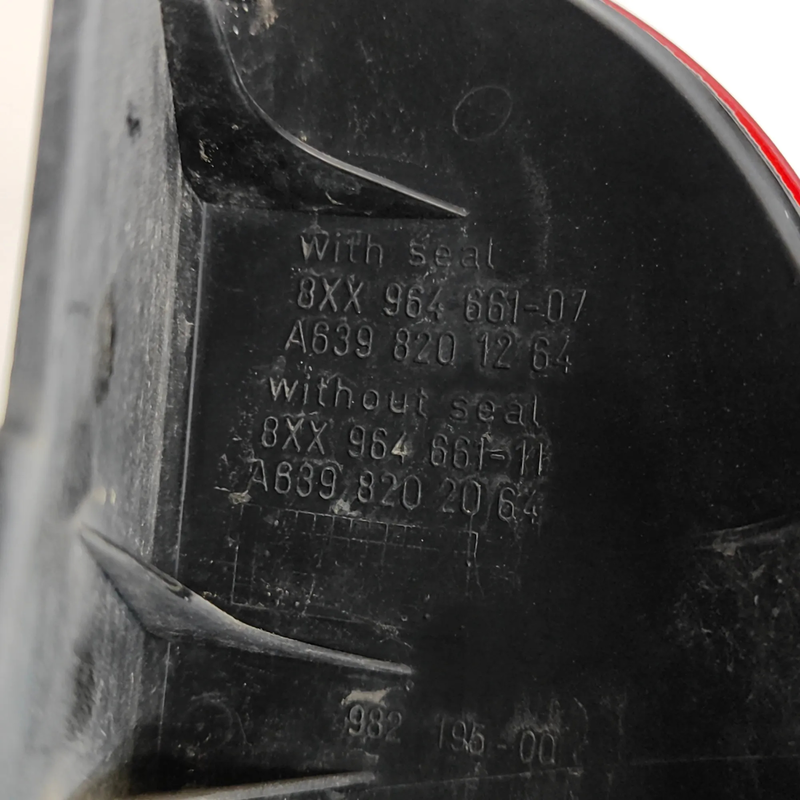 with seal
8XX 964 661-07
A639 820 12 64
without seal
8XX 964 661-11
A639 820 20 64
982 195-00